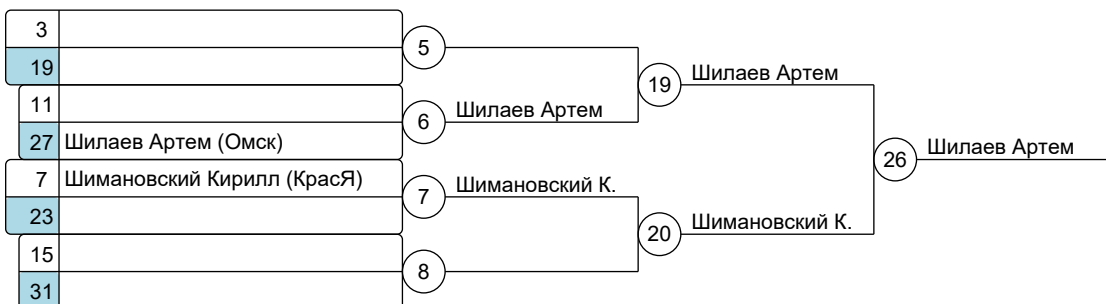 3
5
19
19 Шилаев Артем
11
6 Шилаев Артем
27 Шилаев Артем (Омск)
26 Шилаев Артем
7 Шимановский Кирилл (КрасЯ)
7 Шимановский К.
23
20 Шимановский К.
15
8
31